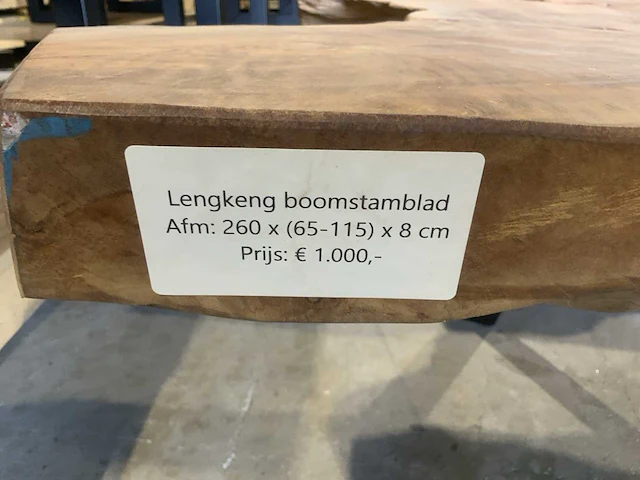 Lengkeng boomstamblad
Afm: 260 x (65-115) x 8 cm
Prijs: € 1.000,-